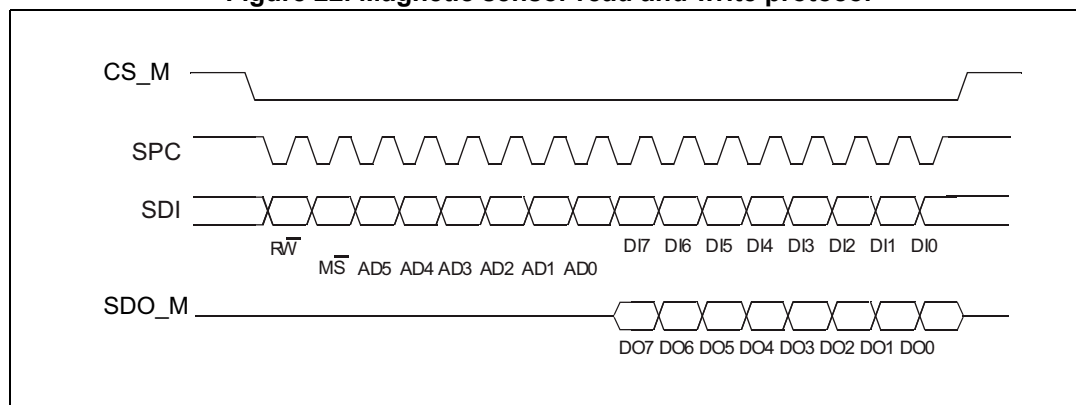 Figure 22. Magnetic sensor read and write protocol
CS_M
SPC
SDI
RW̅ DI7 DI6 DI5 DI4 DI3 DI2 DI1 DI0
MS̅ AD5 AD4 AD3 AD2 AD1 AD0
SDO_M
DO7 DO6 DO5 DO4 DO3 DO2 DO1 DO0